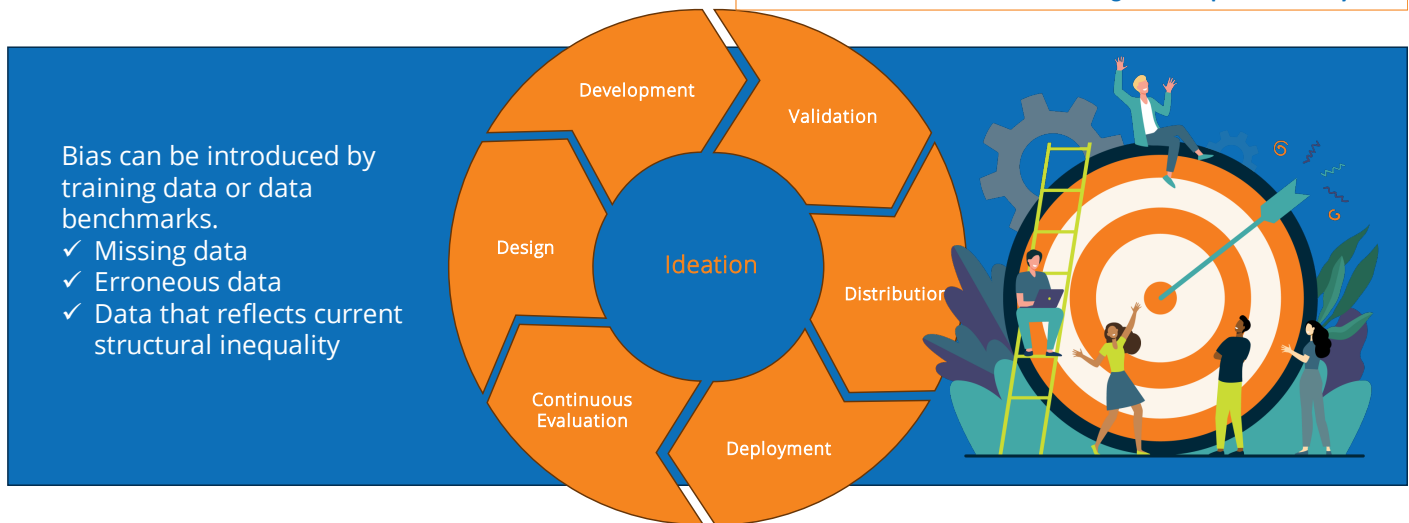 Bias can be introduced by
training data or data
benchmarks.
✓ Missing data
✓ Erroneous data
✓ Data that reflects current
structural inequality
Development
Validation
Design
Ideation
Distribution
Continuous
Evaluation
Deployment